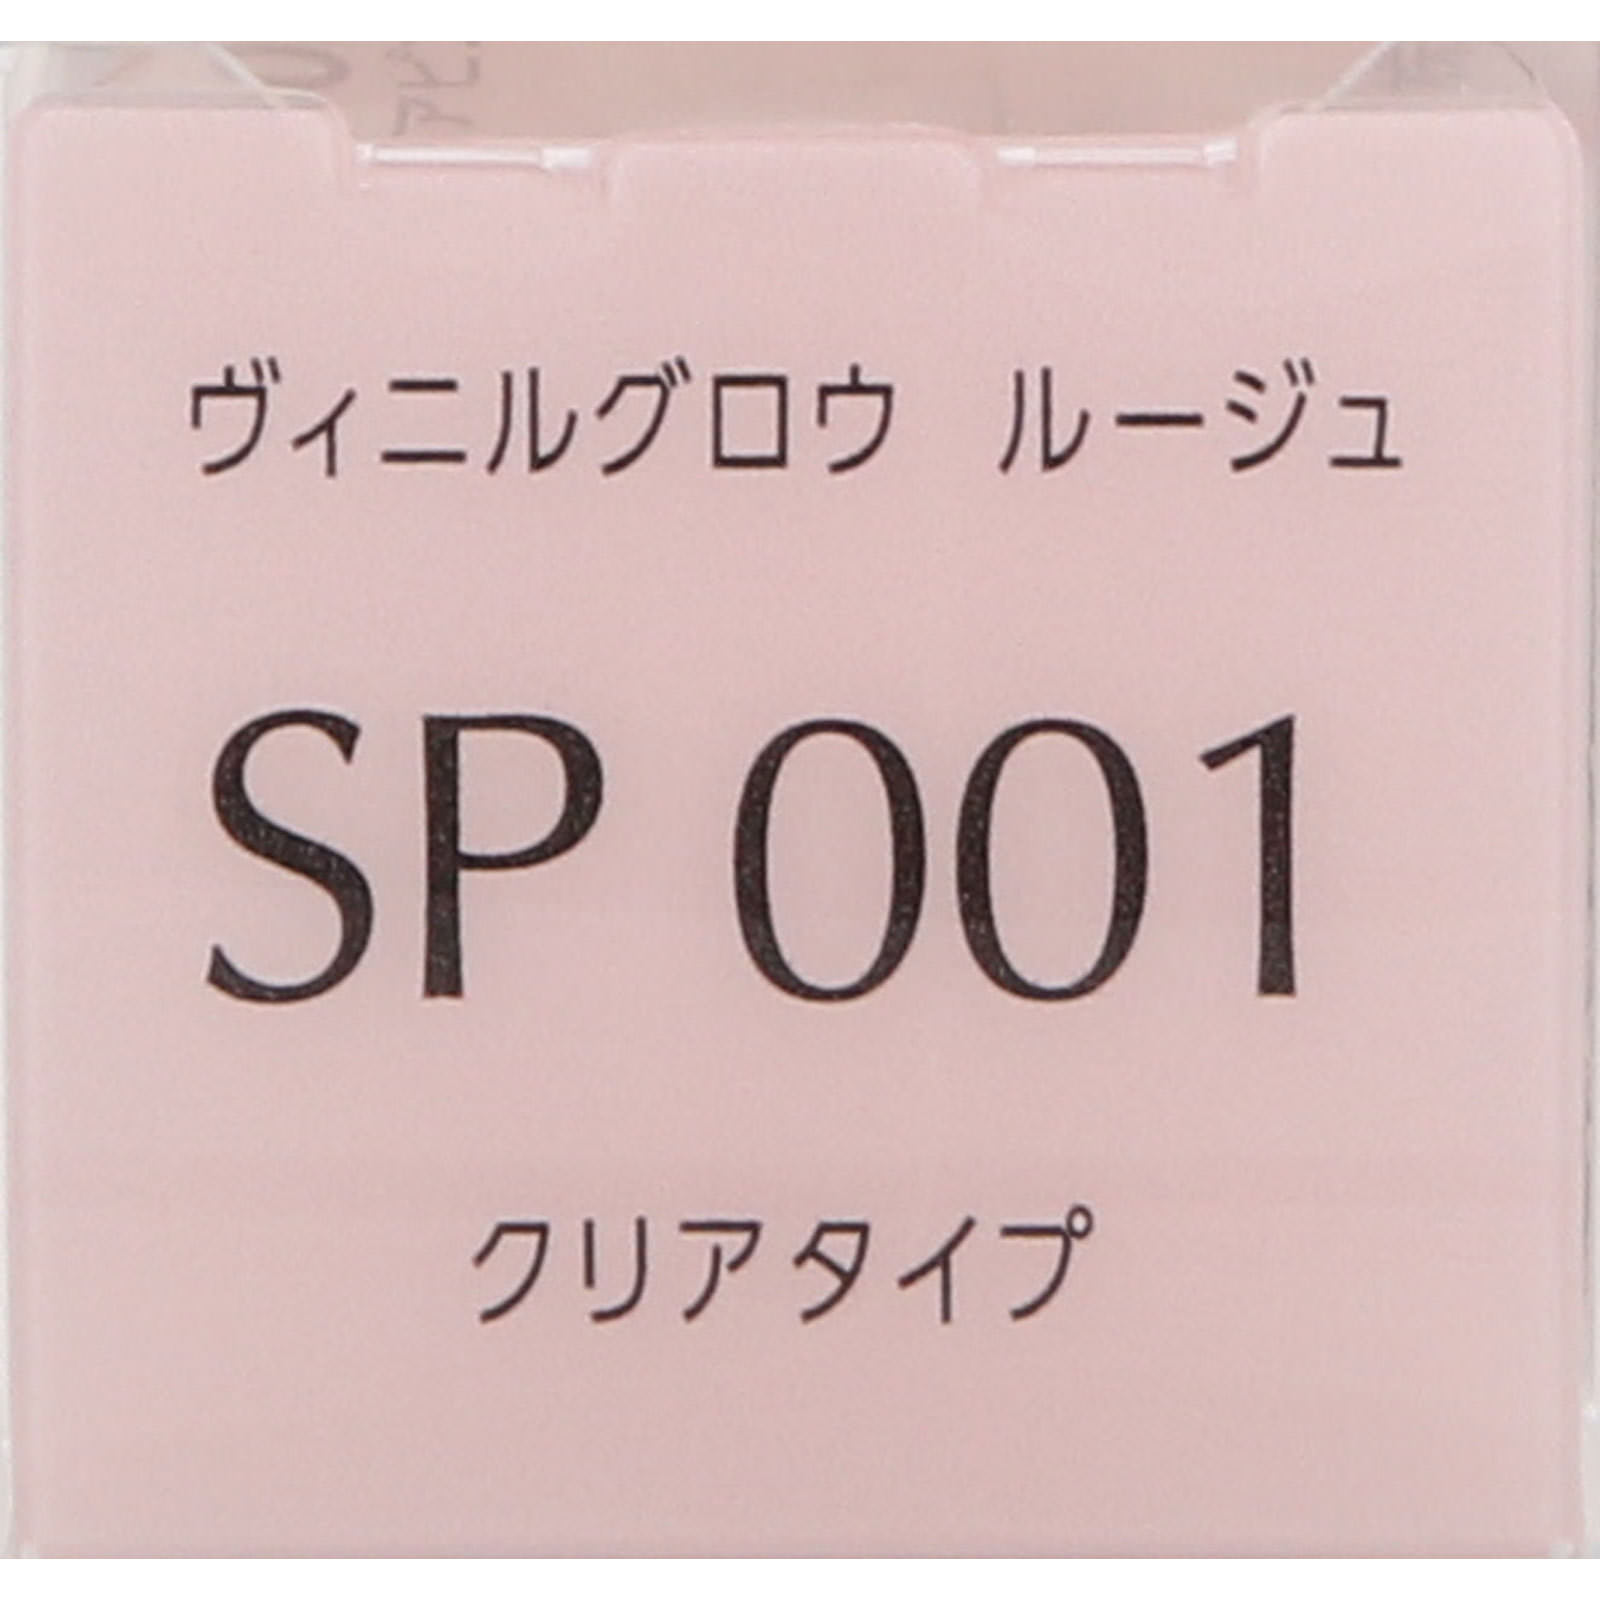 ヴィニルグロウ ルージュ
SP 001
クリアタイプ